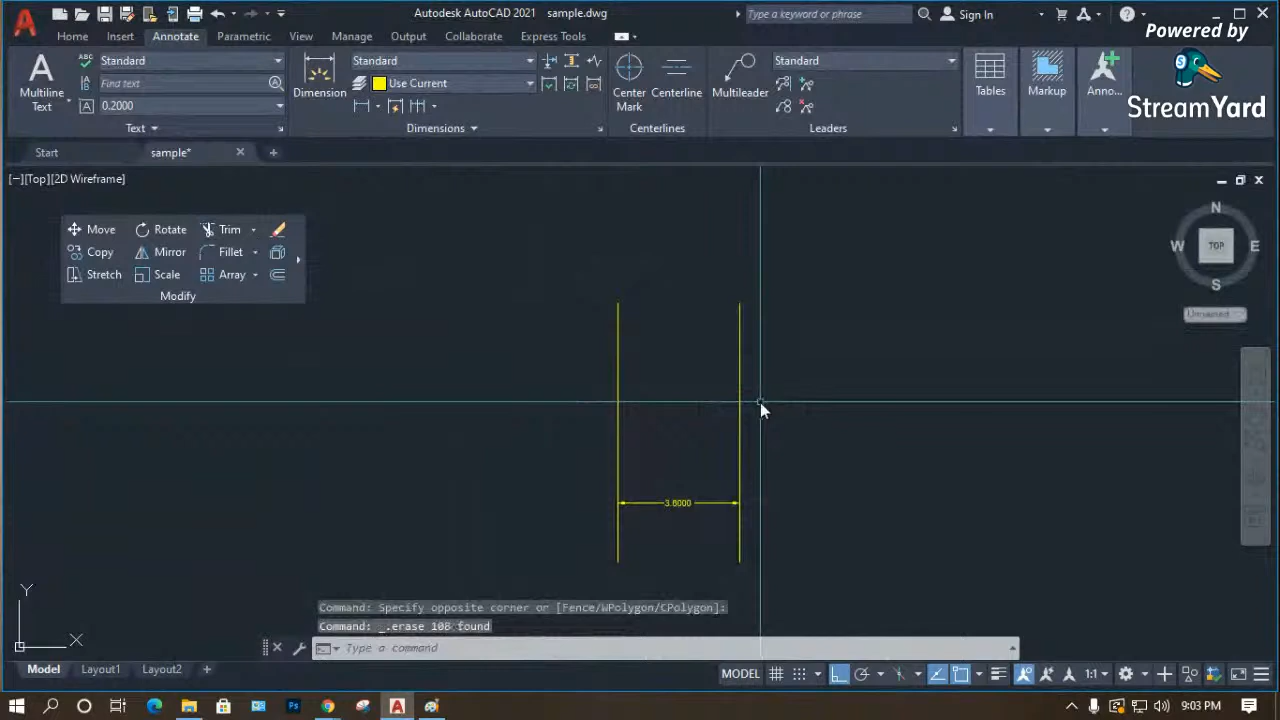 Autodesk AutoCAD 2021 sample.dwg
Type a keyword or phrase
Sign In
Powered by
StreamYard
Home Insert Annotate Parametric View Manage Output Collaborate Express Tools
Multiline
Text
Standard
Find text
0.2000
Text
Dimension
Standard
Use Current
Dimensions
Center
Mark
Centerline
Centerlines
Multileader
Standard
Leaders
Tables
Markup
Anno...
Start
sample*
[−][Top][2D Wireframe]
Move Rotate Trim
Copy Mirror Fillet
Stretch Scale Array
Modify
N
W TOP E
S
Unnamed
3.6000
Y
X
Command: Specify opposite corner or [Fence/WPolygon/CPolygon]:
Command: _.erase 108 found
Type a command
Model Layout1 Layout2
MODEL
1:1
9:03 PM